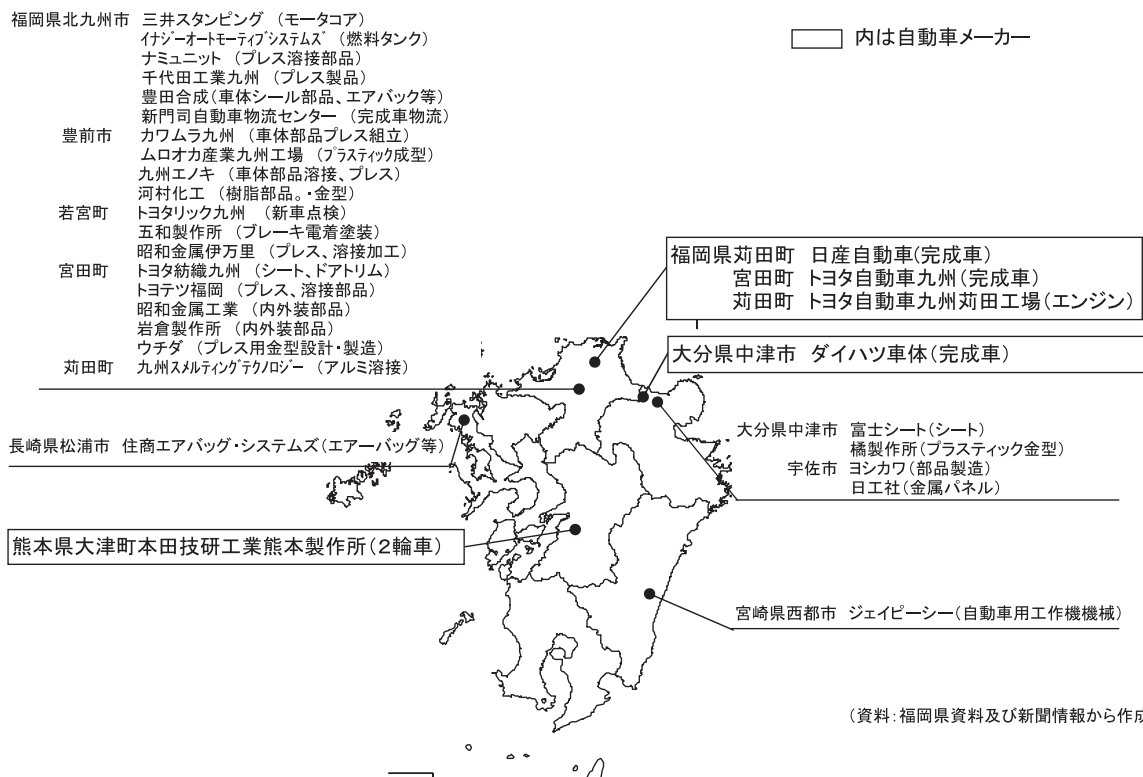 福岡県北九州市 三井スタンピング (モータコア)
イナジーオートモーティブシステムズ (燃料タンク)
ナミュニット (プレス溶接部品)
千代田工業九州 (プレス製品)
豊田合成(車体シール部品、エアバック等)
新門司自動車物流センター (完成車物流)
豊前市 カワムラ九州 (車体部品プレス組立)
ムロオカ産業九州工場 (プラスティック成型)
九州エノキ (車体部品溶接、プレス)
河村化工 (樹脂部品。・金型)
若宮町 トヨタリック九州 (新車点検)
五和製作所 (ブレーキ電着塗装)
昭和金属伊万里 (プレス、溶接加工)
宮田町 トヨタ紡織九州 (シート、ドアトリム)
トヨテツ福岡 (プレス、溶接部品)
昭和金属工業 (内外装部品)
岩倉製作所 (内外装部品)
ウチダ (プレス用金型設計・製造)
苅田町 九州スメルティングテクノロジー (アルミ溶接)
内は自動車メーカー
福岡県苅田町 日産自動車(完成車)
宮田町 トヨタ自動車九州(完成車)
苅田町 トヨタ自動車九州苅田工場(エンジン)
大分県中津市 ダイハツ車体(完成車)
大分県中津市 富士シート(シート)
橘製作所(プラスティック金型)
宇佐市 ヨシカワ(部品製造)
日工社(金属パネル)
長崎県松浦市 住商エアバッグ・システムズ(エアーバッグ等)
熊本県大津町本田技研工業熊本製作所(2輪車)
宮崎県西都市 ジェイピーシー(自動車用工作機機械)
(資料:福岡県資料及び新聞情報から作成